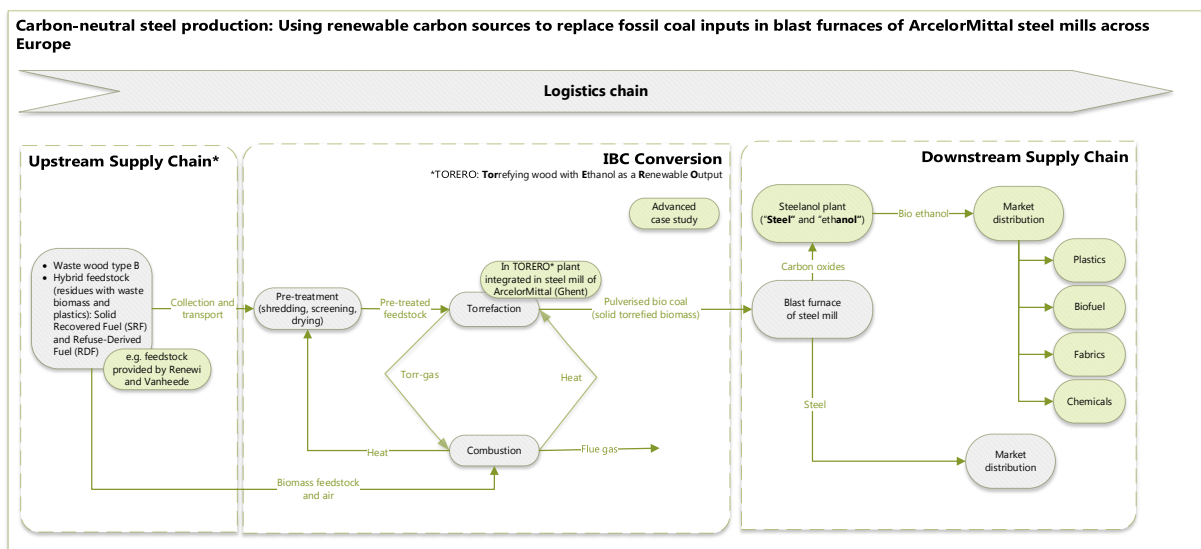 Carbon-neutral steel production: Using renewable carbon sources to replace fossil coal inputs in blast furnaces of ArcelorMittal steel mills across
Europe
Logistics chain
Upstream Supply Chain*
IBC Conversion
*TORERO: Torrefying wood with Ethanol as a Renewable Output
Downstream Supply Chain
Advanced
case study
• Waste wood type B
• Hybrid feedstock
(residues with waste
biomass and
plastics): Solid
Recovered Fuel (SRF)
and Refuse-Derived
Fuel (RDF)
e.g. feedstock
provided by Renewi
and Vanheede
Collection and
transport
Pre-treatment
(shredding, screening,
drying)
Pre-treated
feedstock
In TORERO* plant
integrated in steel mill of
ArcelorMittal (Ghent)
Torrefaction
Pulverised bio coal
(solid torrefied biomass)
Torr-gas
Heat
Combustion
Heat
Flue gas
Biomass feedstock
and air
Steelanol plant
("Steel" and "ethanol")
Bio ethanol
Market
distribution
Carbon oxides
Blast furnace
of steel mill
Plastics
Biofuel
Fabrics
Chemicals
Steel
Market
distribution